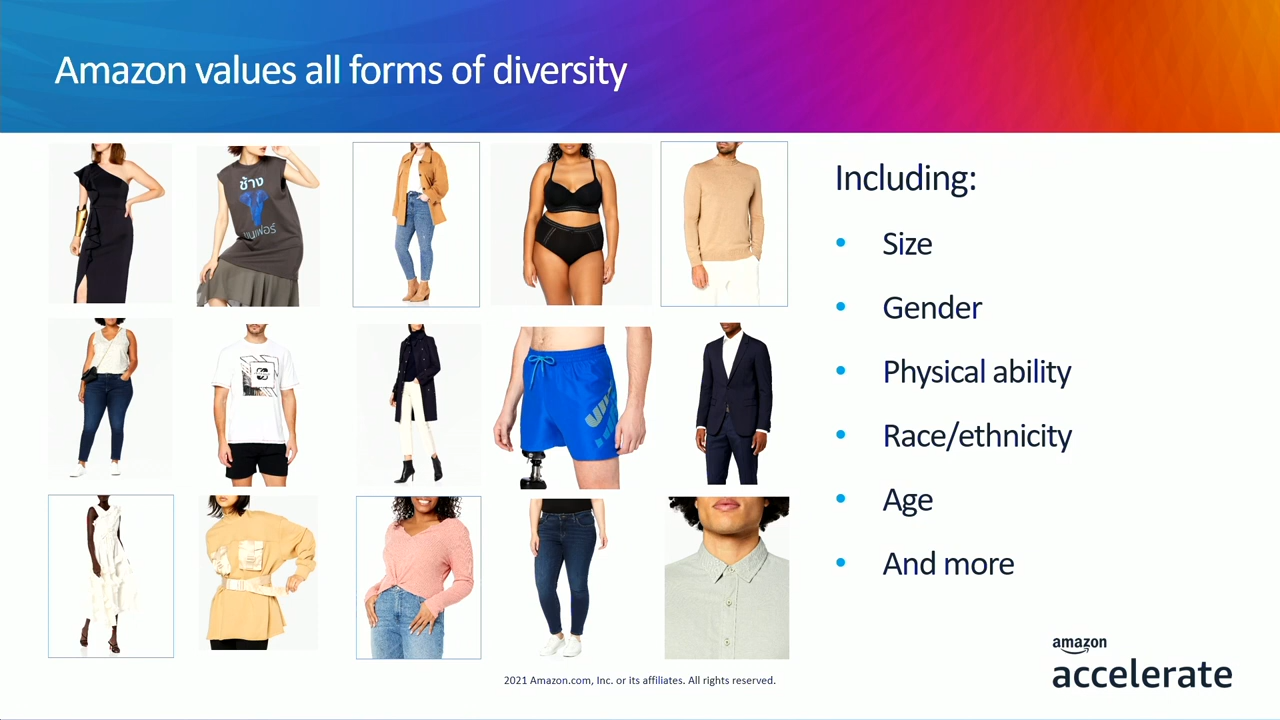 Amazon values all forms of diversity
ช้าง
Including:
• Size
• Gender
• Physical ability
• Race/ethnicity
• Age
• And more
2021 Amazon.com, Inc. or its affiliates. All rights reserved.
amazon
accelerate